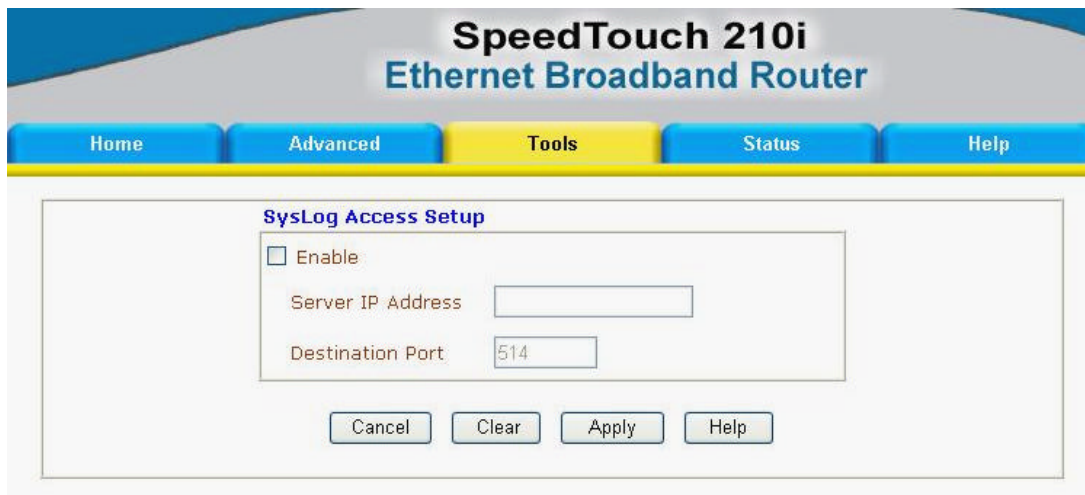 SpeedTouch 210i
Ethernet Broadband Router
Home Advanced Tools Status Help
SysLog Access Setup
Enable
Server IP Address
Destination Port 514
Cancel Clear Apply Help